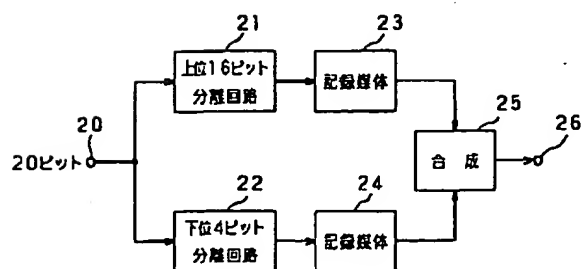 21
上位16ビット
分離回路
23
記録媒体
25
合成
26
20
20ビット
22
下位4ビット
分離回路
24
記録媒体